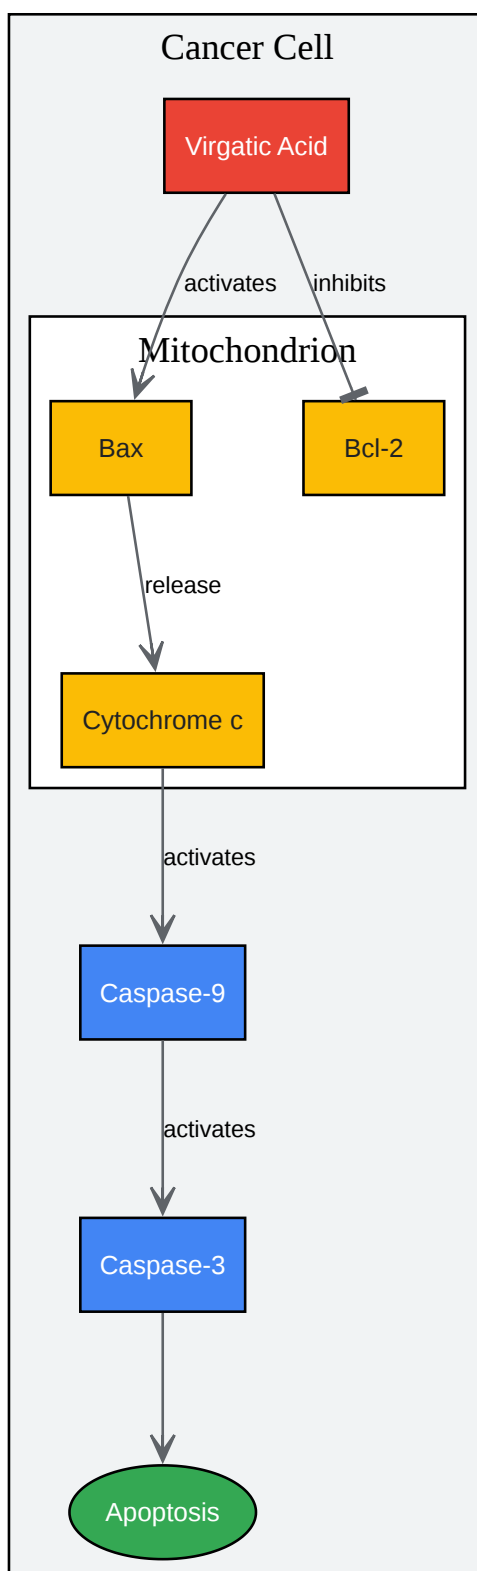 Cancer Cell
Virgatic Acid
activates
inhibits
Mitochondrion
Bax
Bcl-2
release
Cytochrome c
activates
Caspase-9
activates
Caspase-3
Apoptosis